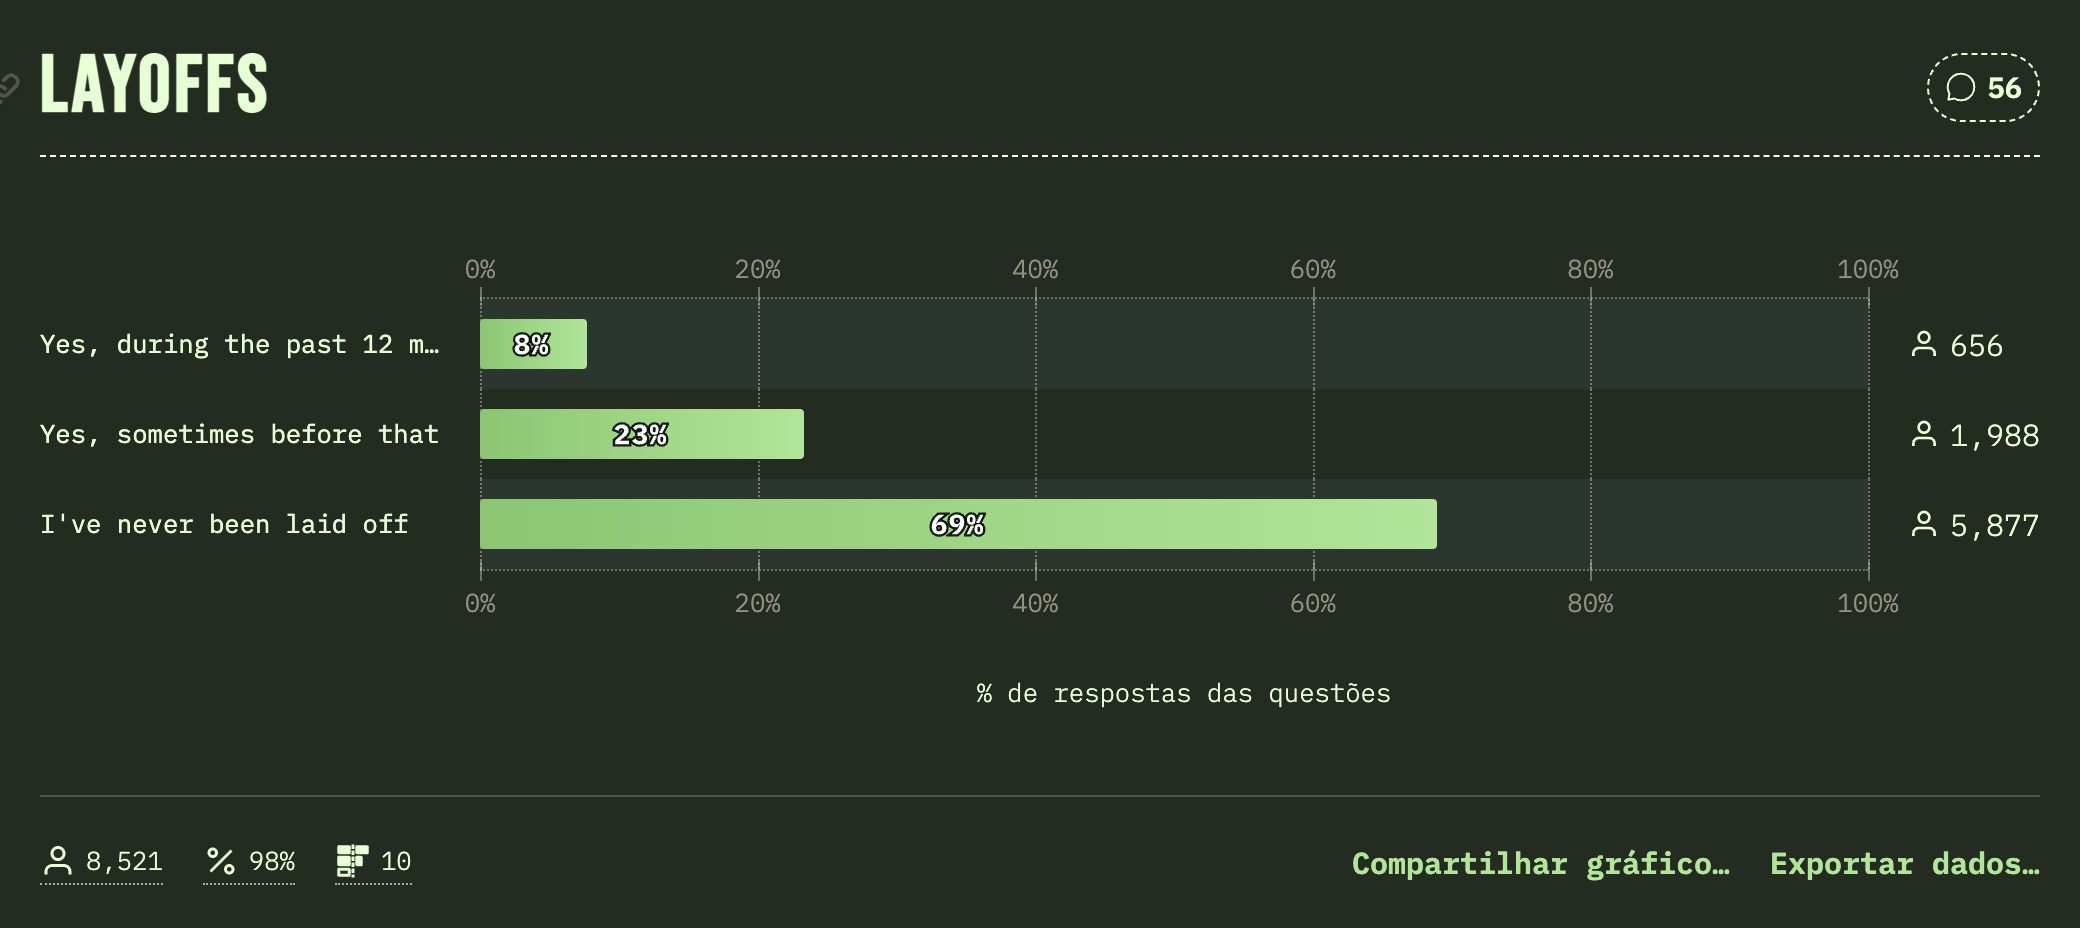 LAYOFFS
56
0% 20% 40% 60% 80% 100%
Yes, during the past 12 m… 8% 656
Yes, sometimes before that 23% 1,988
I've never been laid off 69% 5,877
0% 20% 40% 60% 80% 100%
% de respostas das questões
8,521 98% 10 Compartilhar gráfico… Exportar dados…